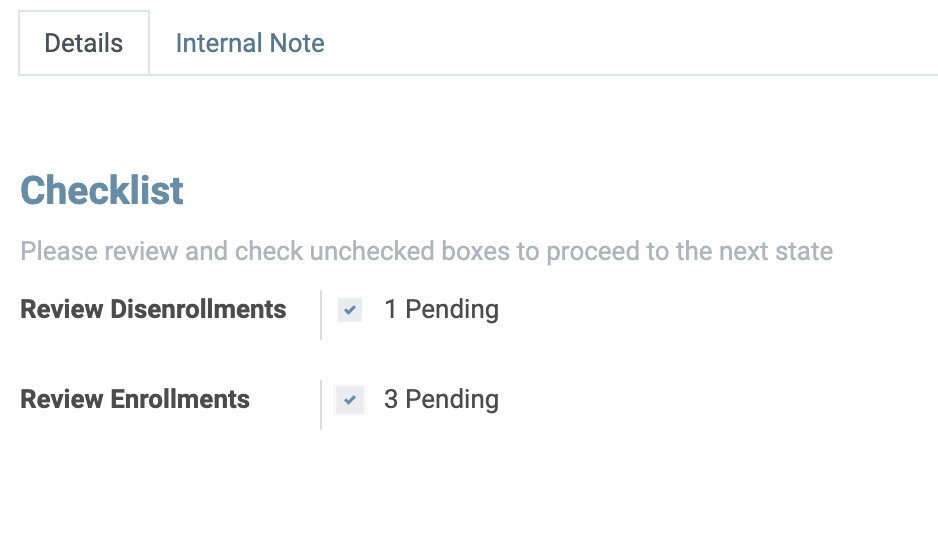 Details Internal Note
Checklist
Please review and check unchecked boxes to proceed to the next state
Review Disenrollments 1 Pending
Review Enrollments 3 Pending